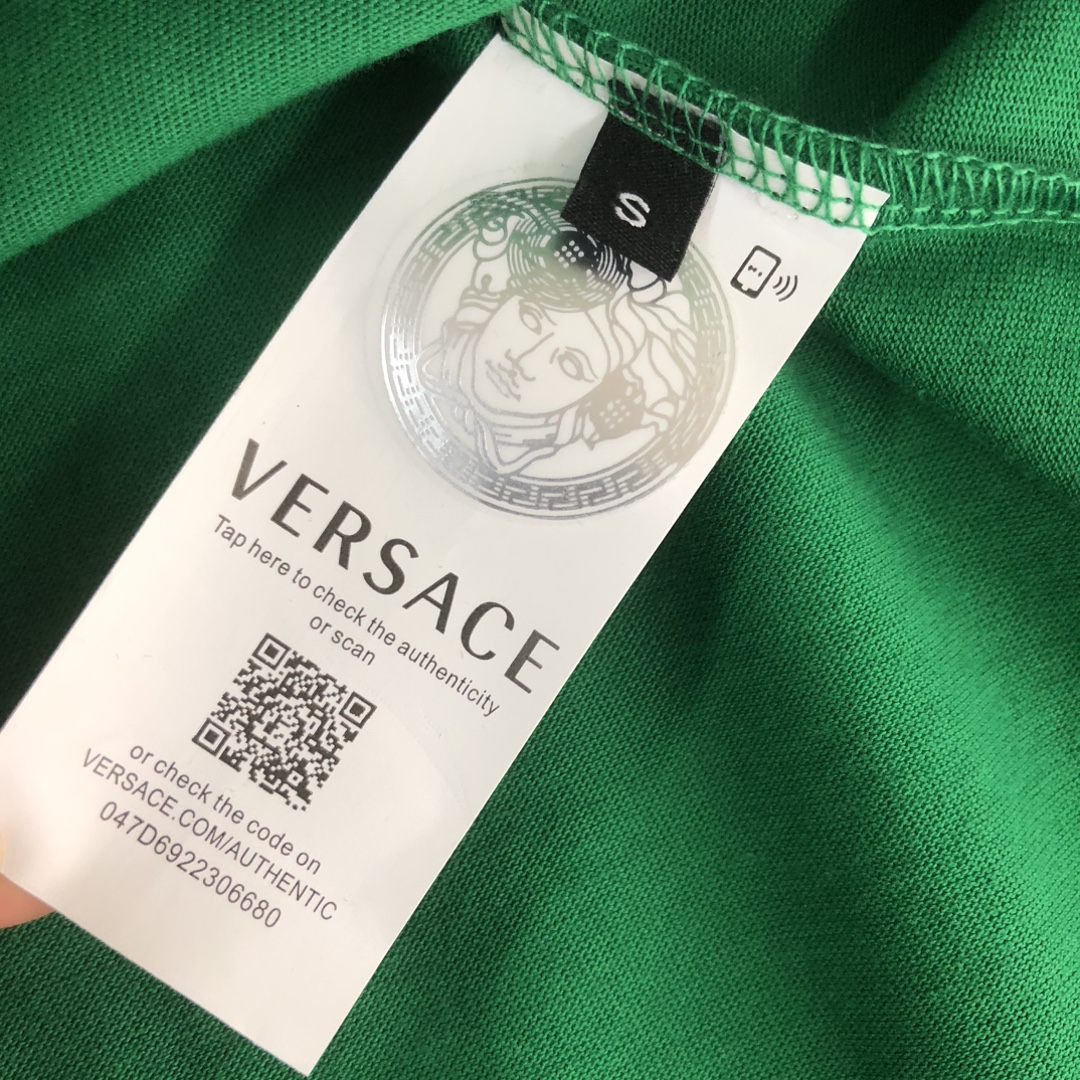 S
VERSACE
Tap here to check the authenticity
or scan
or check the code on
VERSACE.COM/AUTHENTIC
047D6922306680